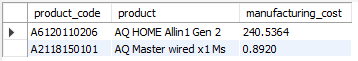 product_code product manufacturing_cost
A6120110206 AQ HOME Allin1 Gen 2 240.5364
A2118150101 AQ Master wired x1 Ms 0.8920